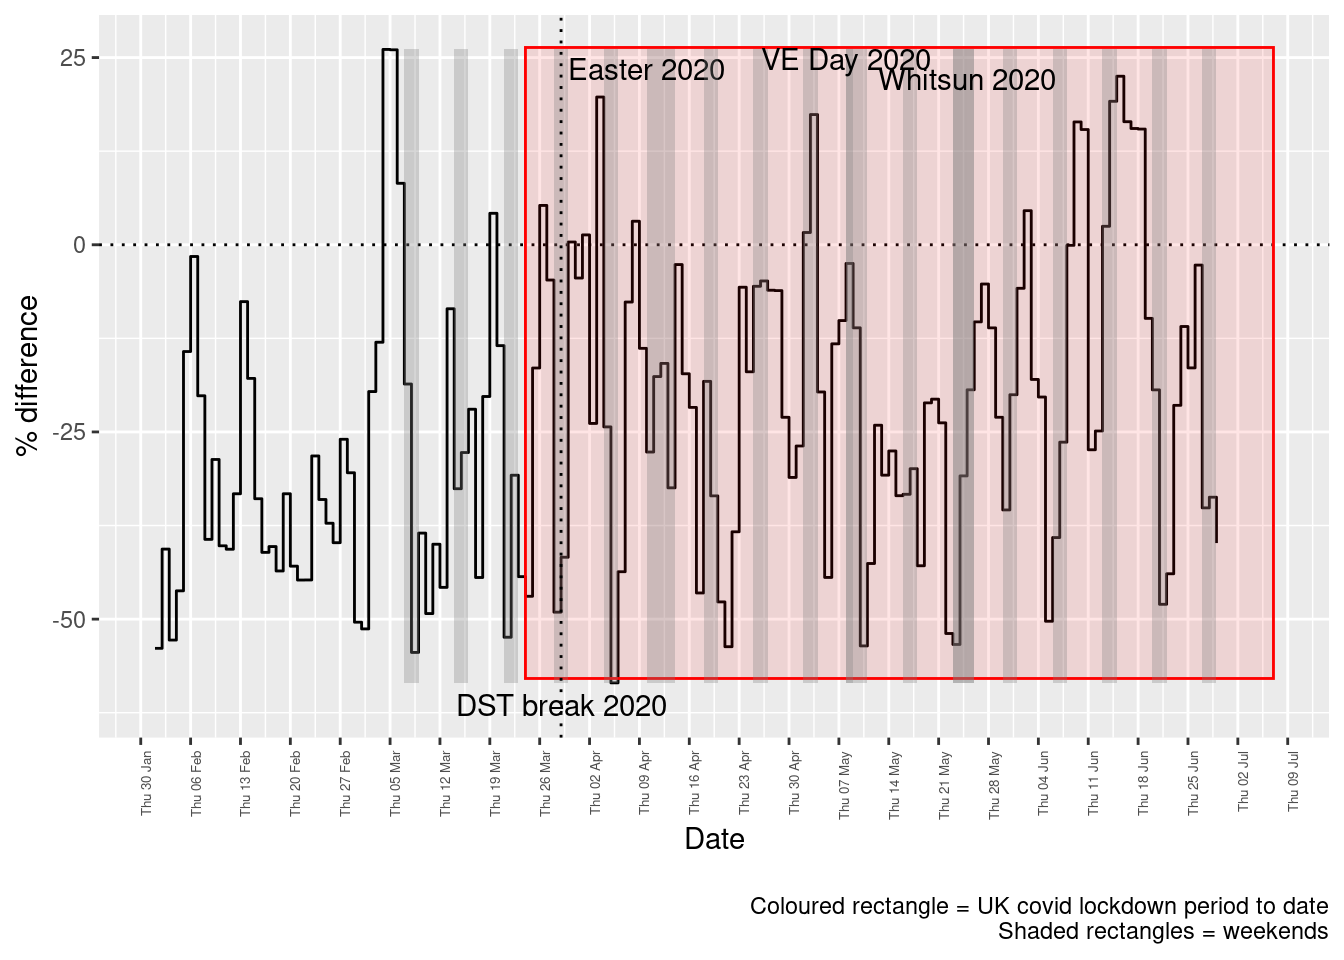 25
0
-25
-50
% difference
Easter 2020
VE Day 2020
Whitsun 2020
DST break 2020
Thu 30 Jan
Thu 06 Feb
Thu 13 Feb
Thu 20 Feb
Thu 27 Feb
Thu 05 Mar
Thu 12 Mar
Thu 19 Mar
Thu 26 Mar
Thu 02 Apr
Thu 09 Apr
Thu 16 Apr
Thu 23 Apr
Thu 30 Apr
Thu 07 May
Thu 14 May
Thu 21 May
Thu 28 May
Thu 04 Jun
Thu 11 Jun
Thu 18 Jun
Thu 25 Jun
Thu 02 Jul
Thu 09 Jul
Date
Coloured rectangle = UK covid lockdown period to date
Shaded rectangles = weekends